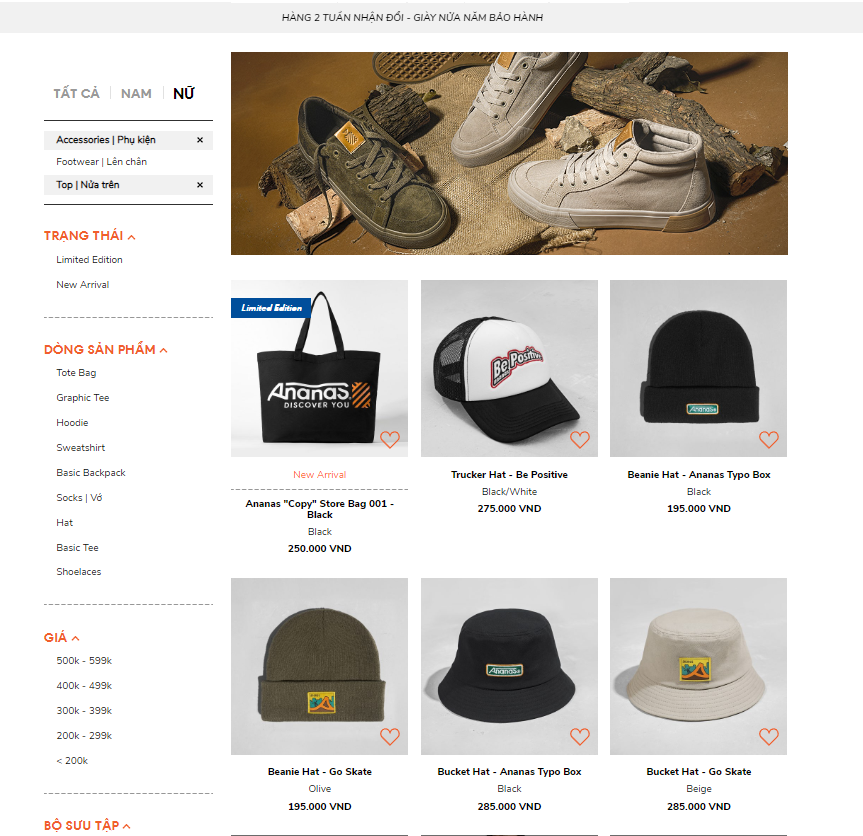 HÀNG 2 TUẦN NHẬN ĐỔI - GIÀY NỬA NĂM BẢO HÀNH
TẤT CẢ | NAM | NỮ
Accessories | Phụ kiện ×
Footwear | Lên chân
Top | Nửa trên ×
TRẠNG THÁI
Limited Edition
New Arrival
DÒNG SẢN PHẨM
Tote Bag
Graphic Tee
Hoodie
Sweatshirt
Basic Backpack
Socks | Vớ
Hat
Basic Tee
Shoelaces
GIÁ
500k - 599k
400k - 499k
300k - 399k
200k - 299k
< 200k
BỘ SƯU TẬP
Limited Edition
Ananas
DISCOVER YOU
New Arrival
Ananas "Copy" Store Bag 001 -
Black
Black
250.000 VND
Be Positive
Trucker Hat - Be Positive
Black/White
275.000 VND
Ananas
Beanie Hat - Ananas Typo Box
Black
195.000 VND
Beanie Hat - Go Skate
Olive
195.000 VND
Ananas
Bucket Hat - Ananas Typo Box
Black
285.000 VND
Bucket Hat - Go Skate
Beige
285.000 VND